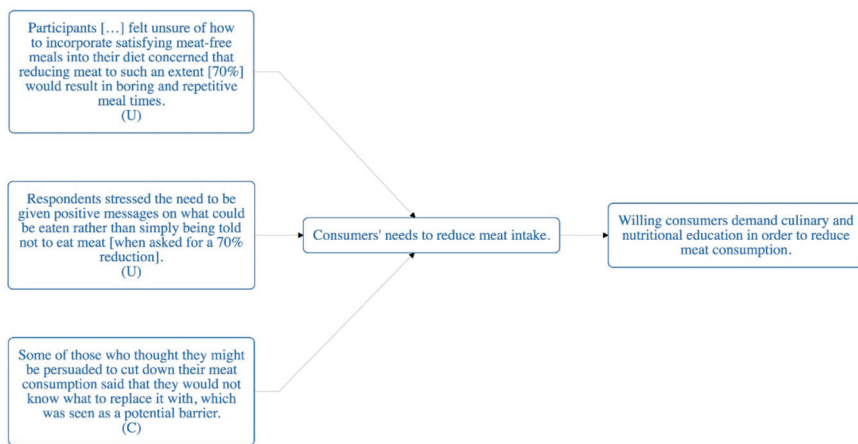 Participants […] felt unsure of how
to incorporate satisfying meat-free
meals into their diet concerned that
reducing meat to such an extent [70%]
would result in boring and repetitive
meal times.
(U)
Respondents stressed the need to be
given positive messages on what could
be eaten rather than simply being told
not to eat meat [when asked for a 70%
reduction].
(U)
Some of those who thought they might
be persuaded to cut down their meat
consumption said that they would not
know what to replace it with, which
was seen as a potential barrier.
(C)
Consumers' needs to reduce meat intake.
Willing consumers demand culinary and
nutritional education in order to reduce
meat consumption.